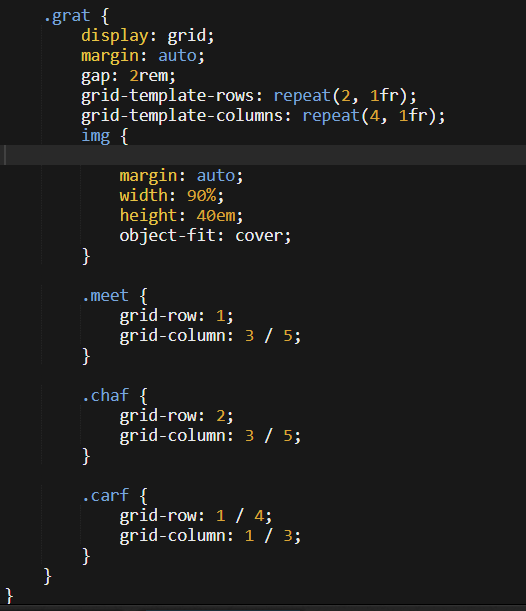 .grat {
display: grid;
margin: auto;
gap: 2rem;
grid-template-rows: repeat(2, 1fr);
grid-template-columns: repeat(4, 1fr);
img {
margin: auto;
width: 90%;
height: 40em;
object-fit: cover;
}
.meet {
grid-row: 1;
grid-column: 3 / 5;
}
.chaf {
grid-row: 2;
grid-column: 3 / 5;
}
.carf {
grid-row: 1 / 4;
grid-column: 1 / 3;
}
}
}